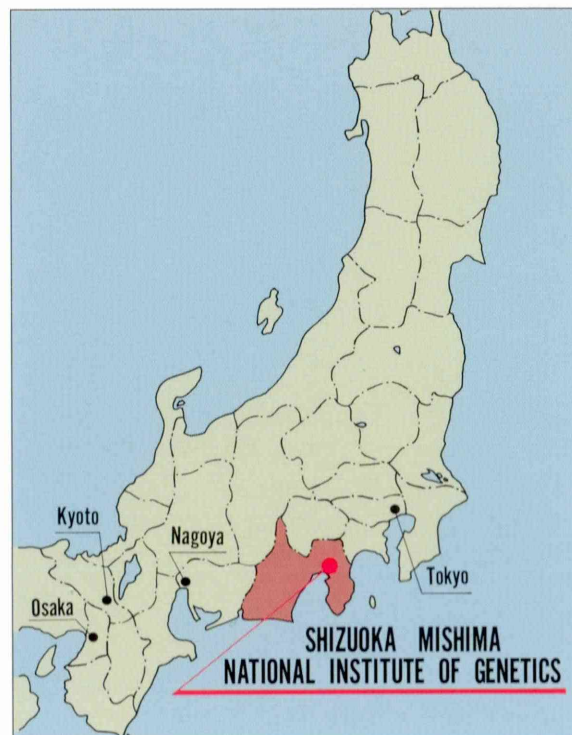 Kyoto
Nagoya
Osaka
Tokyo
SHIZUOKA MISHIMA
NATIONAL INSTITUTE OF GENETICS